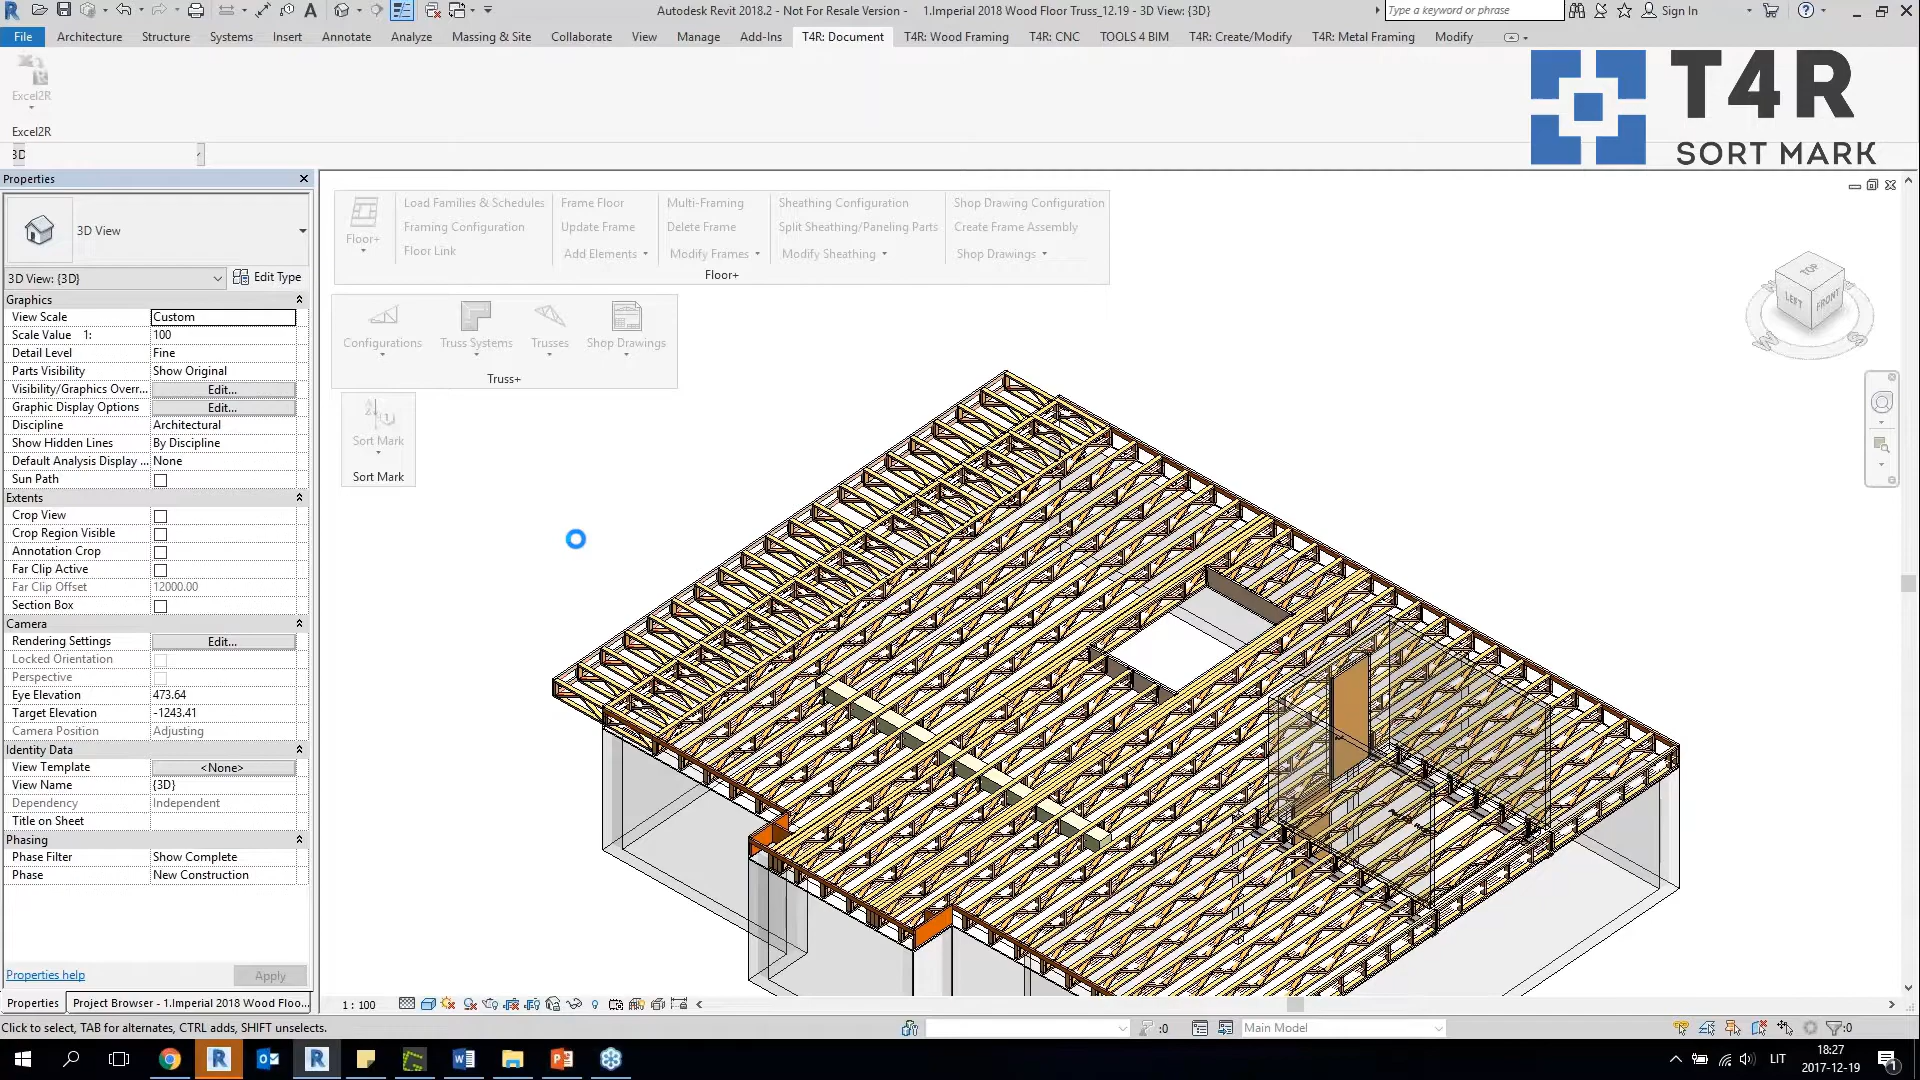 Autodesk Revit 2018.2 - Not For Resale Version - 1.Imperial 2018 Wood Floor Truss_12.19 - 3D View: {3D}
Type a keyword or phrase
Sign In
File Architecture Structure Systems Insert Annotate Analyze Massing & Site Collaborate View Manage Add-Ins T4R: Document T4R: Wood Framing T4R: CNC TOOLS 4 BIM T4R: Create/Modify T4R: Metal Framing Modify
Excel2R
Excel2R
T4R
SORT MARK
3D
Properties
3D View
3D View: {3D} Edit Type
Graphics
View Scale Custom
Scale Value 1: 100
Detail Level Fine
Parts Visibility Show Original
Visibility/Graphics Overr... Edit...
Graphic Display Options Edit...
Discipline Architectural
Show Hidden Lines By Discipline
Default Analysis Display ... None
Sun Path
Extents
Crop View
Crop Region Visible
Annotation Crop
Far Clip Active
Far Clip Offset 12000.00
Section Box
Camera
Rendering Settings Edit...
Locked Orientation
Perspective
Eye Elevation 473.64
Target Elevation -1243.41
Camera Position Adjusting
Identity Data
View Template <None>
View Name {3D}
Dependency Independent
Title on Sheet
Phasing
Phase Filter Show Complete
Phase New Construction
Properties help Apply
Properties Project Browser - 1.Imperial 2018 Wood Floo...
Floor+
Load Families & Schedules Frame Floor Multi-Framing Sheathing Configuration Shop Drawing Configuration
Framing Configuration Update Frame Delete Frame Split Sheathing/Paneling Parts Create Frame Assembly
Floor Link Add Elements Modify Frames Modify Sheathing Shop Drawings
Floor+
Configurations Truss Systems Trusses Shop Drawings
Truss+
Sort Mark
Sort Mark
TOP
LEFT
FRONT
1 : 100
Click to select, TAB for alternates, CTRL adds, SHIFT unselects.
:0
Main Model
:0
LIT
18:27
2017-12-19
1